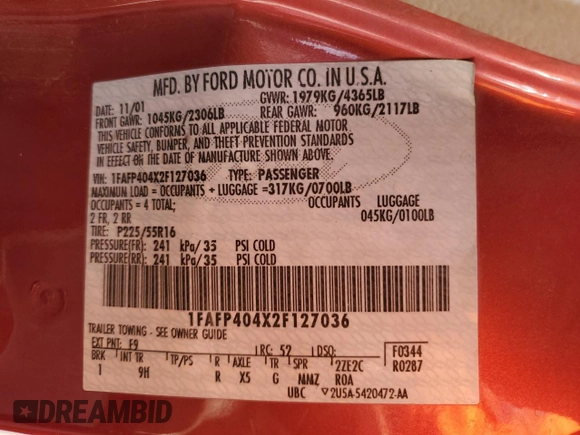 MFD. BY FORD MOTOR CO. IN U.S.A.
DATE: 11/01 GVWR: 1979KG/4365LB
FRONT GAWR: 1045KG/2306LB REAR GAWR: 960KG/2117LB
THIS VEHICLE CONFORMS TO ALL APPLICABLE FEDERAL MOTOR
VEHICLE SAFETY, BUMPER, AND THEFT PREVENTION STANDARDS
IN EFFECT ON THE DATE OF MANUFACTURE SHOWN ABOVE.
VIN: 1FAFP404X2F127036 TYPE: PASSENGER
MAXIMUM LOAD = OCCUPANTS + LUGGAGE =317KG/0700LB
OCCUPANTS = 4 TOTAL; OCCUPANTS LUGGAGE
2 FR, 2 RR 045KG/0100LB
TIRE: P225/55R16
PRESSURE(FR): 241 kPa/35 PSI COLD
PRESSURE(RR): 241 kPa/35 PSI COLD
1FAFP404X2F127036
TRAILER TOWING - SEE OWNER GUIDE
EXT PNT: F9 RC: 52 DSO: F0344
BRK INT TR TP/PS R AXLE TR SPR 2ZE2C R0287
1 9H R X5 G MMZ ROA
UBC ▽2U5A-5420472-AA
DREAMBID